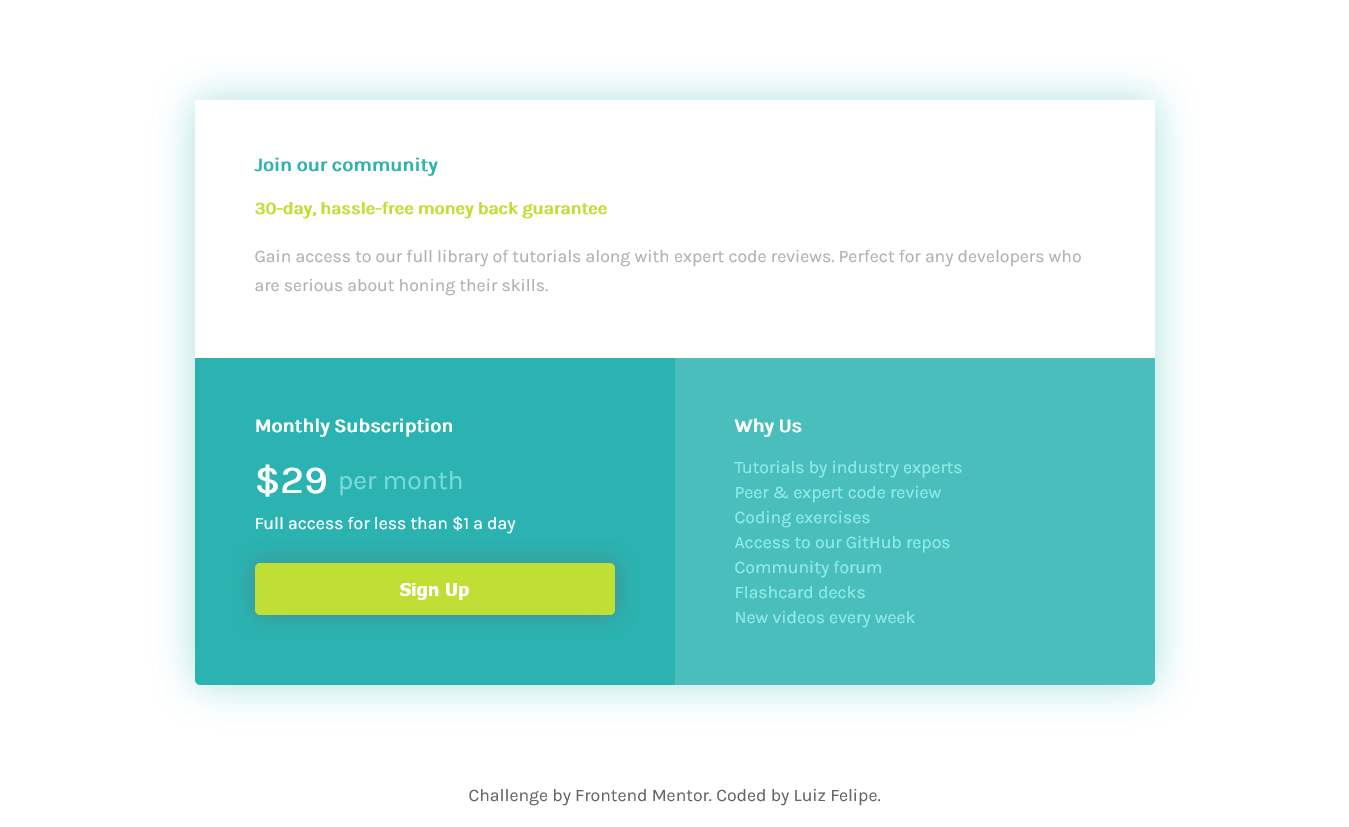 Join our community
30-day, hassle-free money back guarantee
Gain access to our full library of tutorials along with expert code reviews. Perfect for any developers who
are serious about honing their skills.
Monthly Subscription
$29 per month
Full access for less than $1 a day
Sign Up
Why Us
Tutorials by industry experts
Peer & expert code review
Coding exercises
Access to our GitHub repos
Community forum
Flashcard decks
New videos every week
Challenge by Frontend Mentor. Coded by Luiz Felipe.